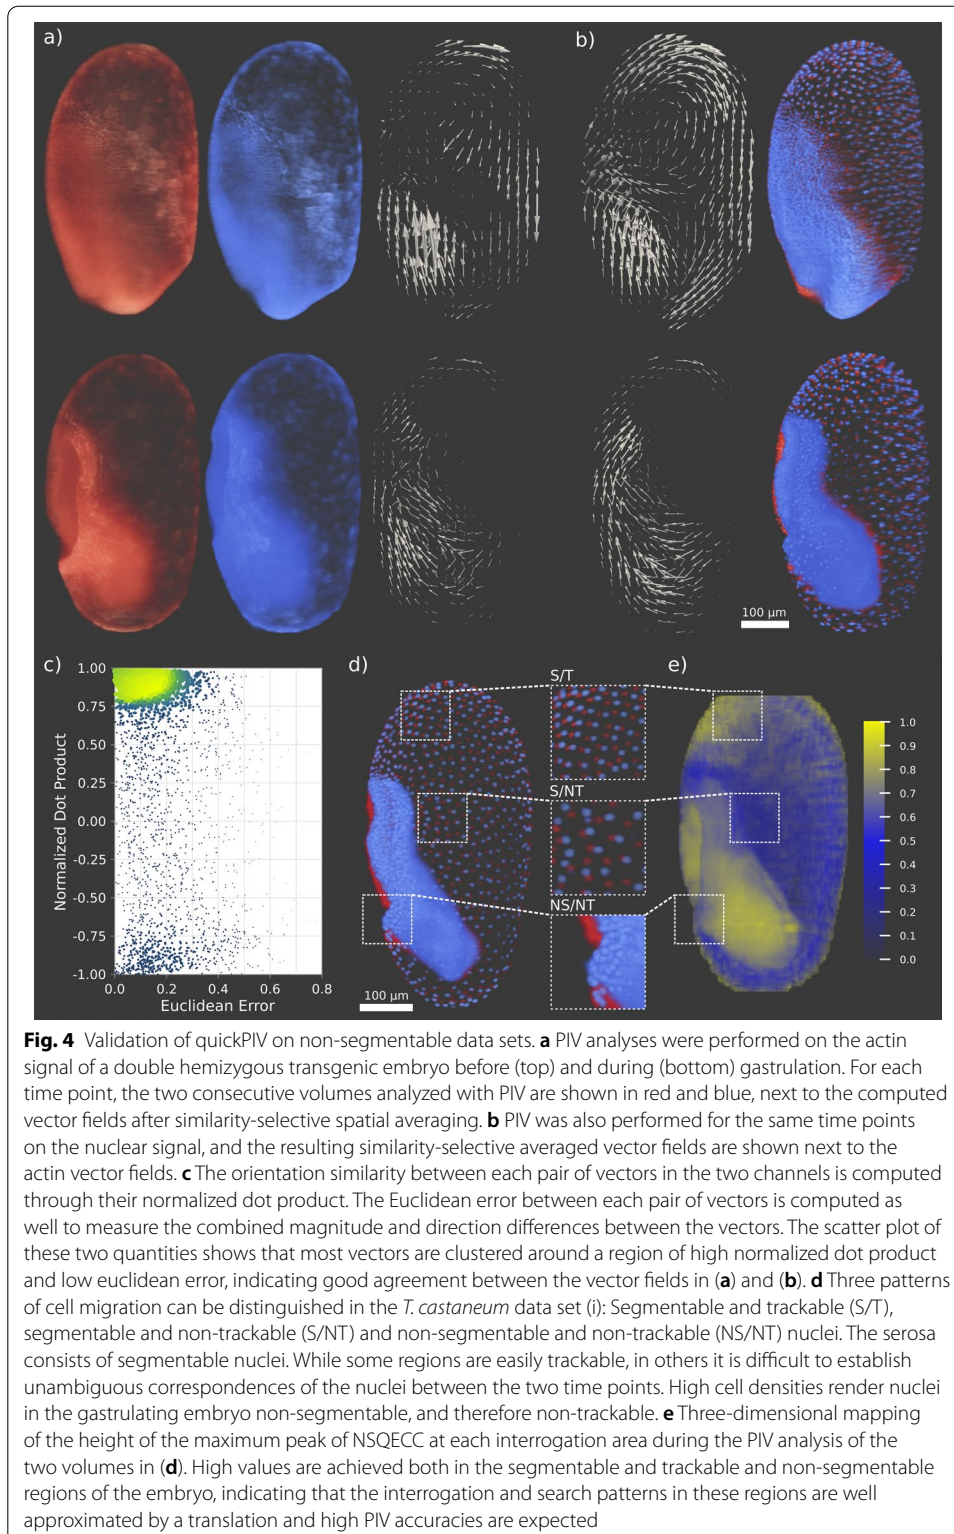 a)
b)
100 μm
c)
1.00
0.75
0.50
0.25
0.00
-0.25
-0.50
-0.75
-1.00
Normalized Dot Product
0.0
0.2
0.4
0.6
0.8
Euclidean Error
d)
S/T
S/NT
NS/NT
100 μm
e)
1.0
0.9
0.8
0.7
0.6
0.5
0.4
0.3
0.2
0.1
0.0
Fig. 4 Validation of quickPIV on non-segmentable data sets. a PIV analyses were performed on the actin
signal of a double hemizygous transgenic embryo before (top) and during (bottom) gastrulation. For each
time point, the two consecutive volumes analyzed with PIV are shown in red and blue, next to the computed
vector fields after similarity-selective spatial averaging. b PIV was also performed for the same time points
on the nuclear signal, and the resulting similarity-selective averaged vector fields are shown next to the
actin vector fields. c The orientation similarity between each pair of vectors in the two channels is computed
through their normalized dot product. The Euclidean error between each pair of vectors is computed as
well to measure the combined magnitude and direction differences between the vectors. The scatter plot of
these two quantities shows that most vectors are clustered around a region of high normalized dot product
and low euclidean error, indicating good agreement between the vector fields in (a) and (b). d Three patterns
of cell migration can be distinguished in the T. castaneum data set (i): Segmentable and trackable (S/T),
segmentable and non-trackable (S/NT) and non-segmentable and non-trackable (NS/NT) nuclei. The serosa
consists of segmentable nuclei. While some regions are easily trackable, in others it is difficult to establish
unambiguous correspondences of the nuclei between the two time points. High cell densities render nuclei
in the gastrulating embryo non-segmentable, and therefore non-trackable. e Three-dimensional mapping
of the height of the maximum peak of NSQECC at each interrogation area during the PIV analysis of the
two volumes in (d). High values are achieved both in the segmentable and trackable and non-segmentable
regions of the embryo, indicating that the interrogation and search patterns in these regions are well
approximated by a translation and high PIV accuracies are expected